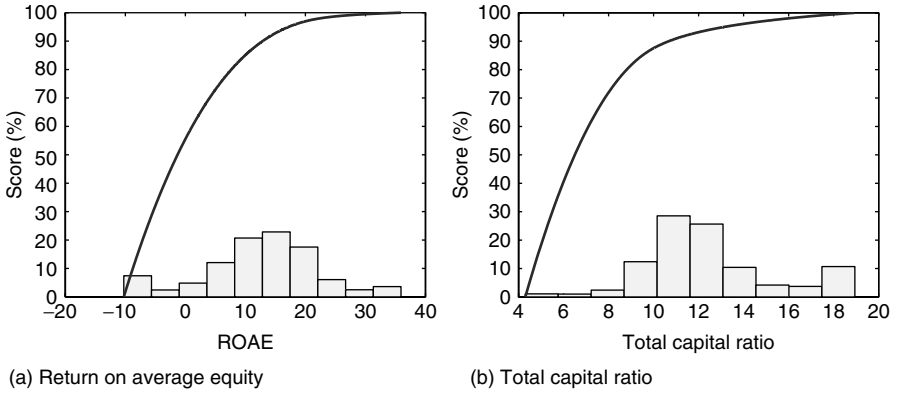 100
90
80
70
60
50
40
30
20
10
0
Score (%)
−20 −10 0 10 20 30 40
ROAE
(a) Return on average equity
100
90
80
70
60
50
40
30
20
10
0
Score (%)
4 6 8 10 12 14 16 18 20
Total capital ratio
(b) Total capital ratio